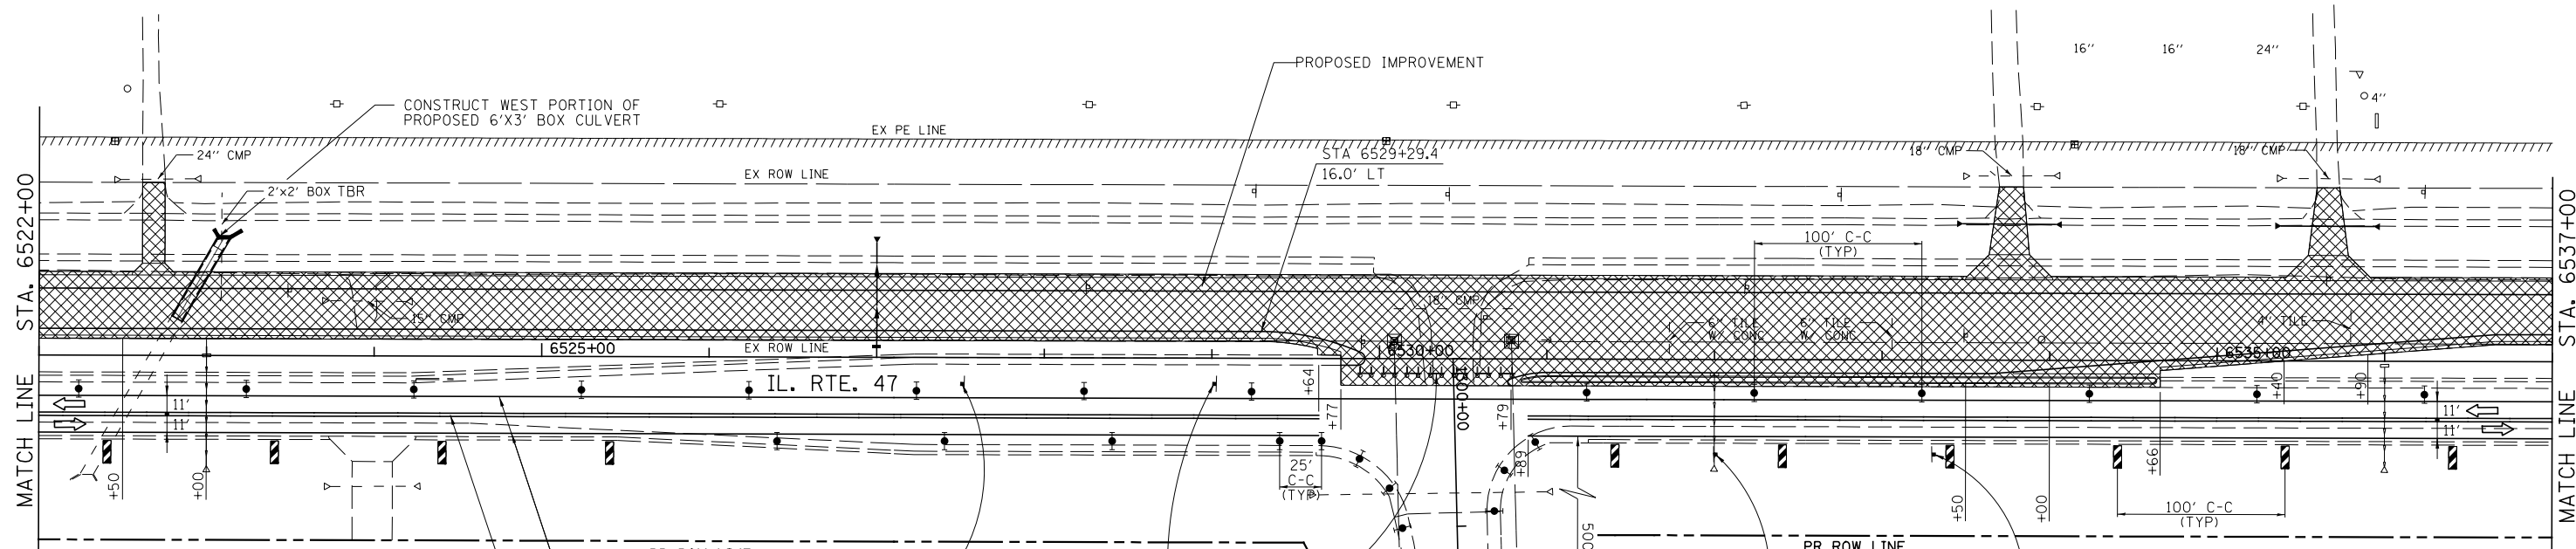 16" 16" 24"
PROPOSED IMPROVEMENT
4"
CONSTRUCT WEST PORTION OF
PROPOSED 6'X3' BOX CULVERT
EX PE LINE
24" CMP
STA 6529+29.4
16.0' LT
18" CMP
18" CMP
EX ROW LINE
2'x2' BOX TBR
MATCH LINE STA. 6522+00
MATCH LINE STA. 6537+00
100' C-C
(TYP)
18" CMP
15" CMP
6" TILE
W/ CONC
6" TILE
W/ CONC
4" TILE
6525+00
EX ROW LINE
6530+00
6535+00
IL. RTE. 47
+64
+77
+79
+40
+90
11'
11'
11'
11'
+50
+00
25'
C-C
(TYP)
+89
+66
+50
+00
100' C-C
(TYP)
PR ROW LINE